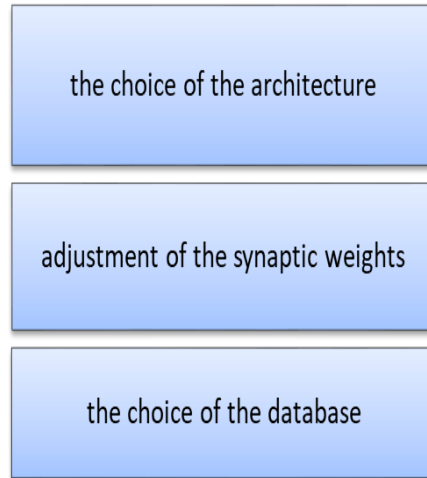 the choice of the architecture
adjustment of the synaptic weights
the choice of the database